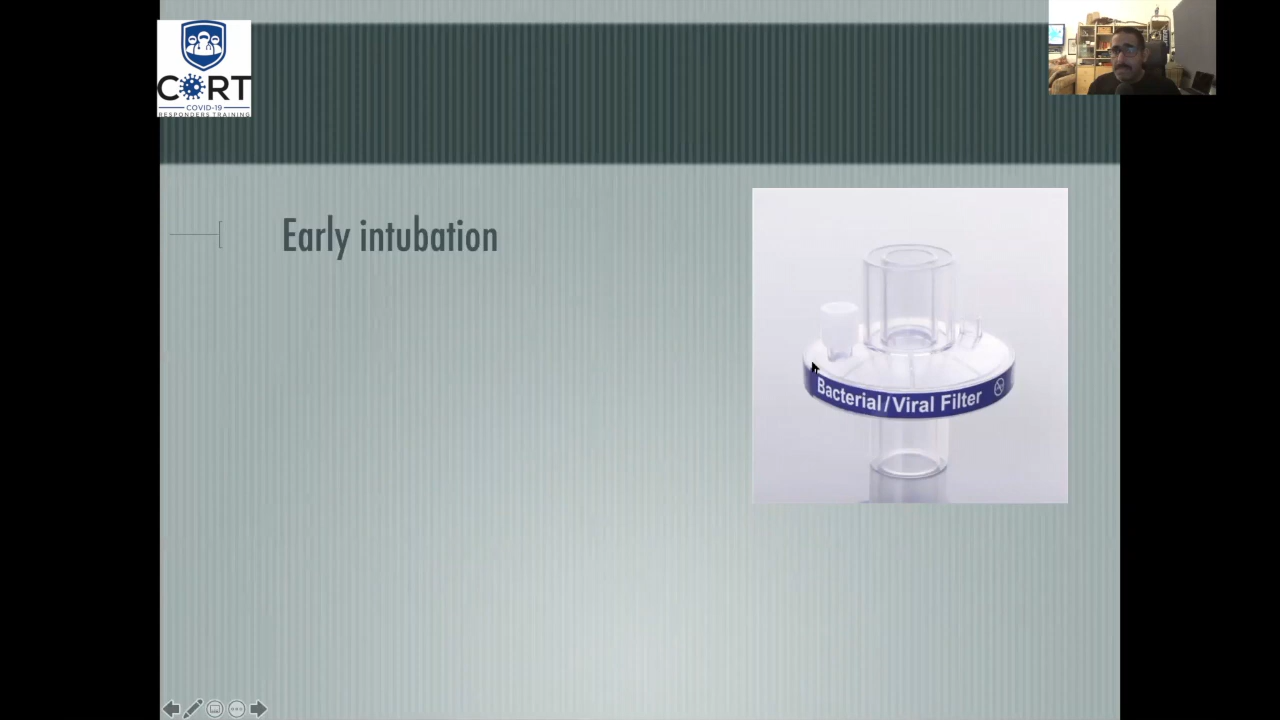 CORT
COVID-19
RESPONDERS TRAINING
Early intubation
Bacterial/Viral Filter